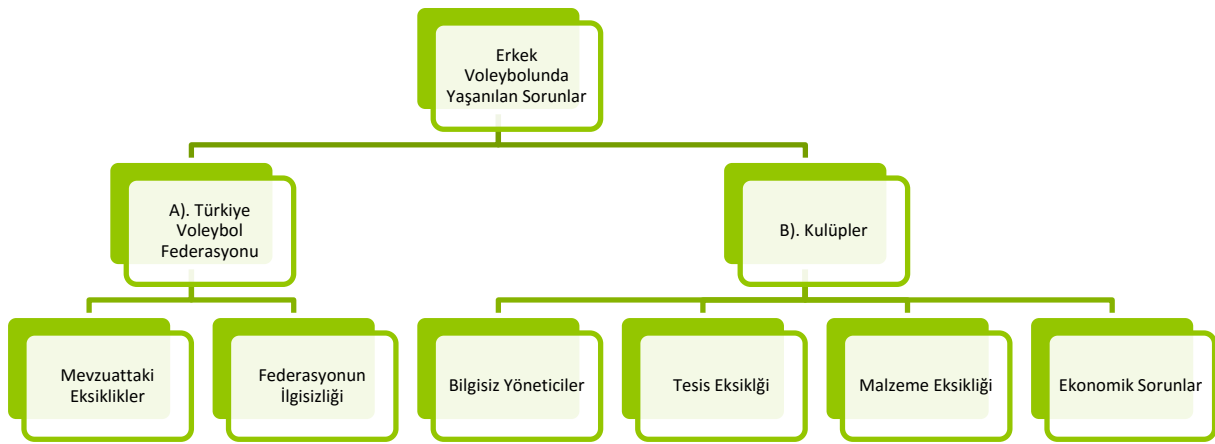 Erkek
Voleybolunda
Yaşanılan Sorunlar
A). Türkiye
Voleybol
Federasyonu
B). Kulüpler
Mevzuattaki
Eksiklikler
Federasyonun
İlgisizliği
Bilgisiz Yöneticiler
Tesis Eksiklği
Malzeme Eksikliği
Ekonomik Sorunlar